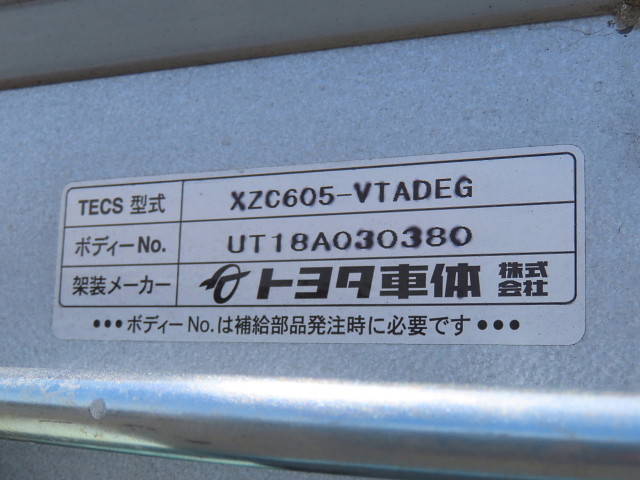 TECS 型式 XZC605-VTADEG
ボディーNo. UT18A030380
架装メーカー トヨタ車体 株式会社
•••ボディーNo.は補給部品発注時に必要です•••